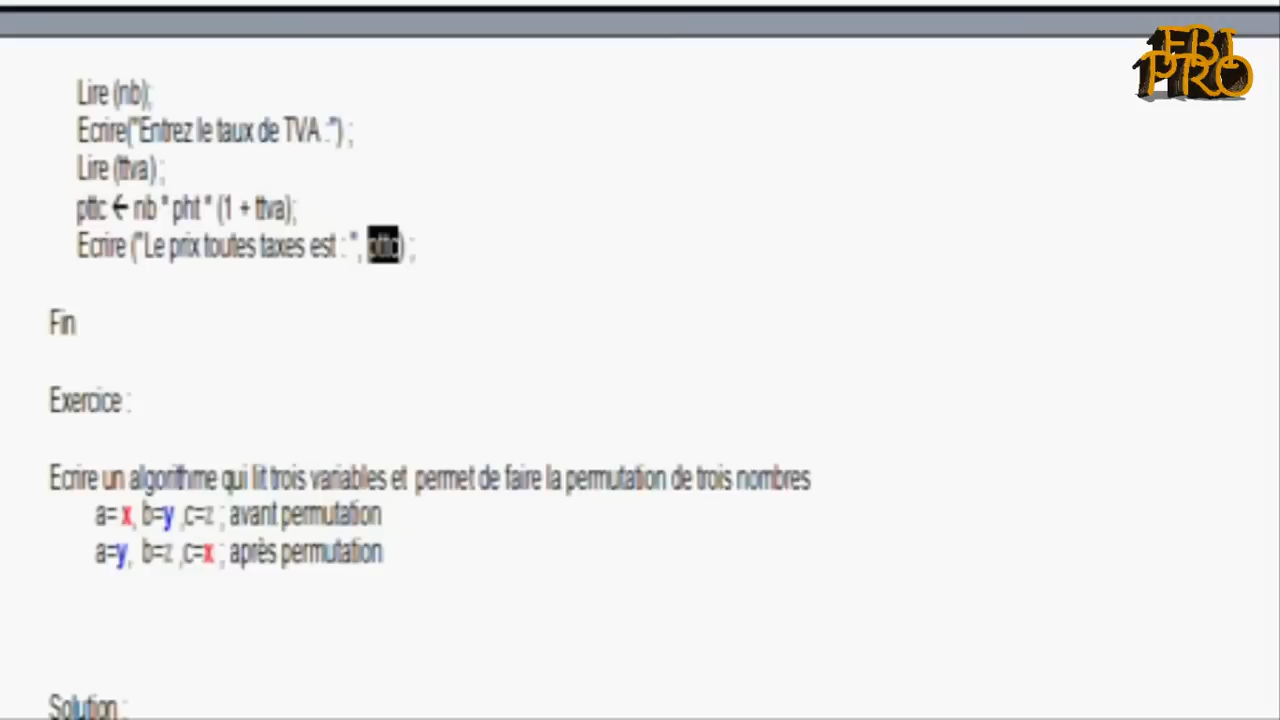 FBI
PRO
Lire (nb);
Ecrire("Entrez le taux de TVA :") ;
Lire (ttva) ;
pttc ← nb * pht * (1 + ttva);
Ecrire ("Le prix toutes taxes est : ", pttc) ;
Fin
Exercice :
Ecrire un algorithme qui lit trois variables et permet de faire la permutation de trois nombres
a= x, b=y ,c=z ; avant permutation
a=y, b=z ,c=x ; après permutation
Solution :